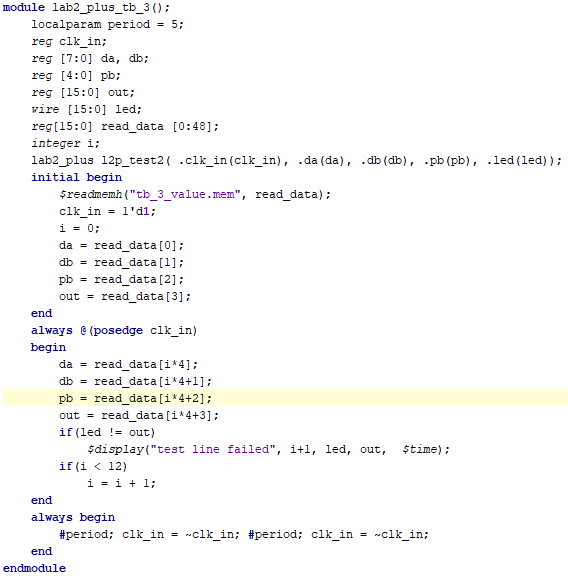 module lab2_plus_tb_3();
    localparam period = 5;
    reg clk_in;
    reg [7:0] da, db;
    reg [4:0] pb;
    reg [15:0] out;
    wire [15:0] led;
    reg[15:0] read_data [0:48];
    integer i;
    lab2_plus l2p_test2( .clk_in(clk_in), .da(da), .db(db), .pb(pb), .led(led));
    initial begin
        $readmemh("tb_3_value.mem", read_data);
        clk_in = 1'd1;
        i = 0;
        da = read_data[0];
        db = read_data[1];
        pb = read_data[2];
        out = read_data[3];
    end
    always @(posedge clk_in)
    begin
        da = read_data[i*4];
        db = read_data[i*4+1];
        pb = read_data[i*4+2];
        out = read_data[i*4+3];
        if(led != out)
            $display("test line failed", i+1, led, out,  $time);
        if(i < 12)
            i = i + 1;
    end
    always begin
        #period; clk_in = ~clk_in; #period; clk_in = ~clk_in;
    end
endmodule